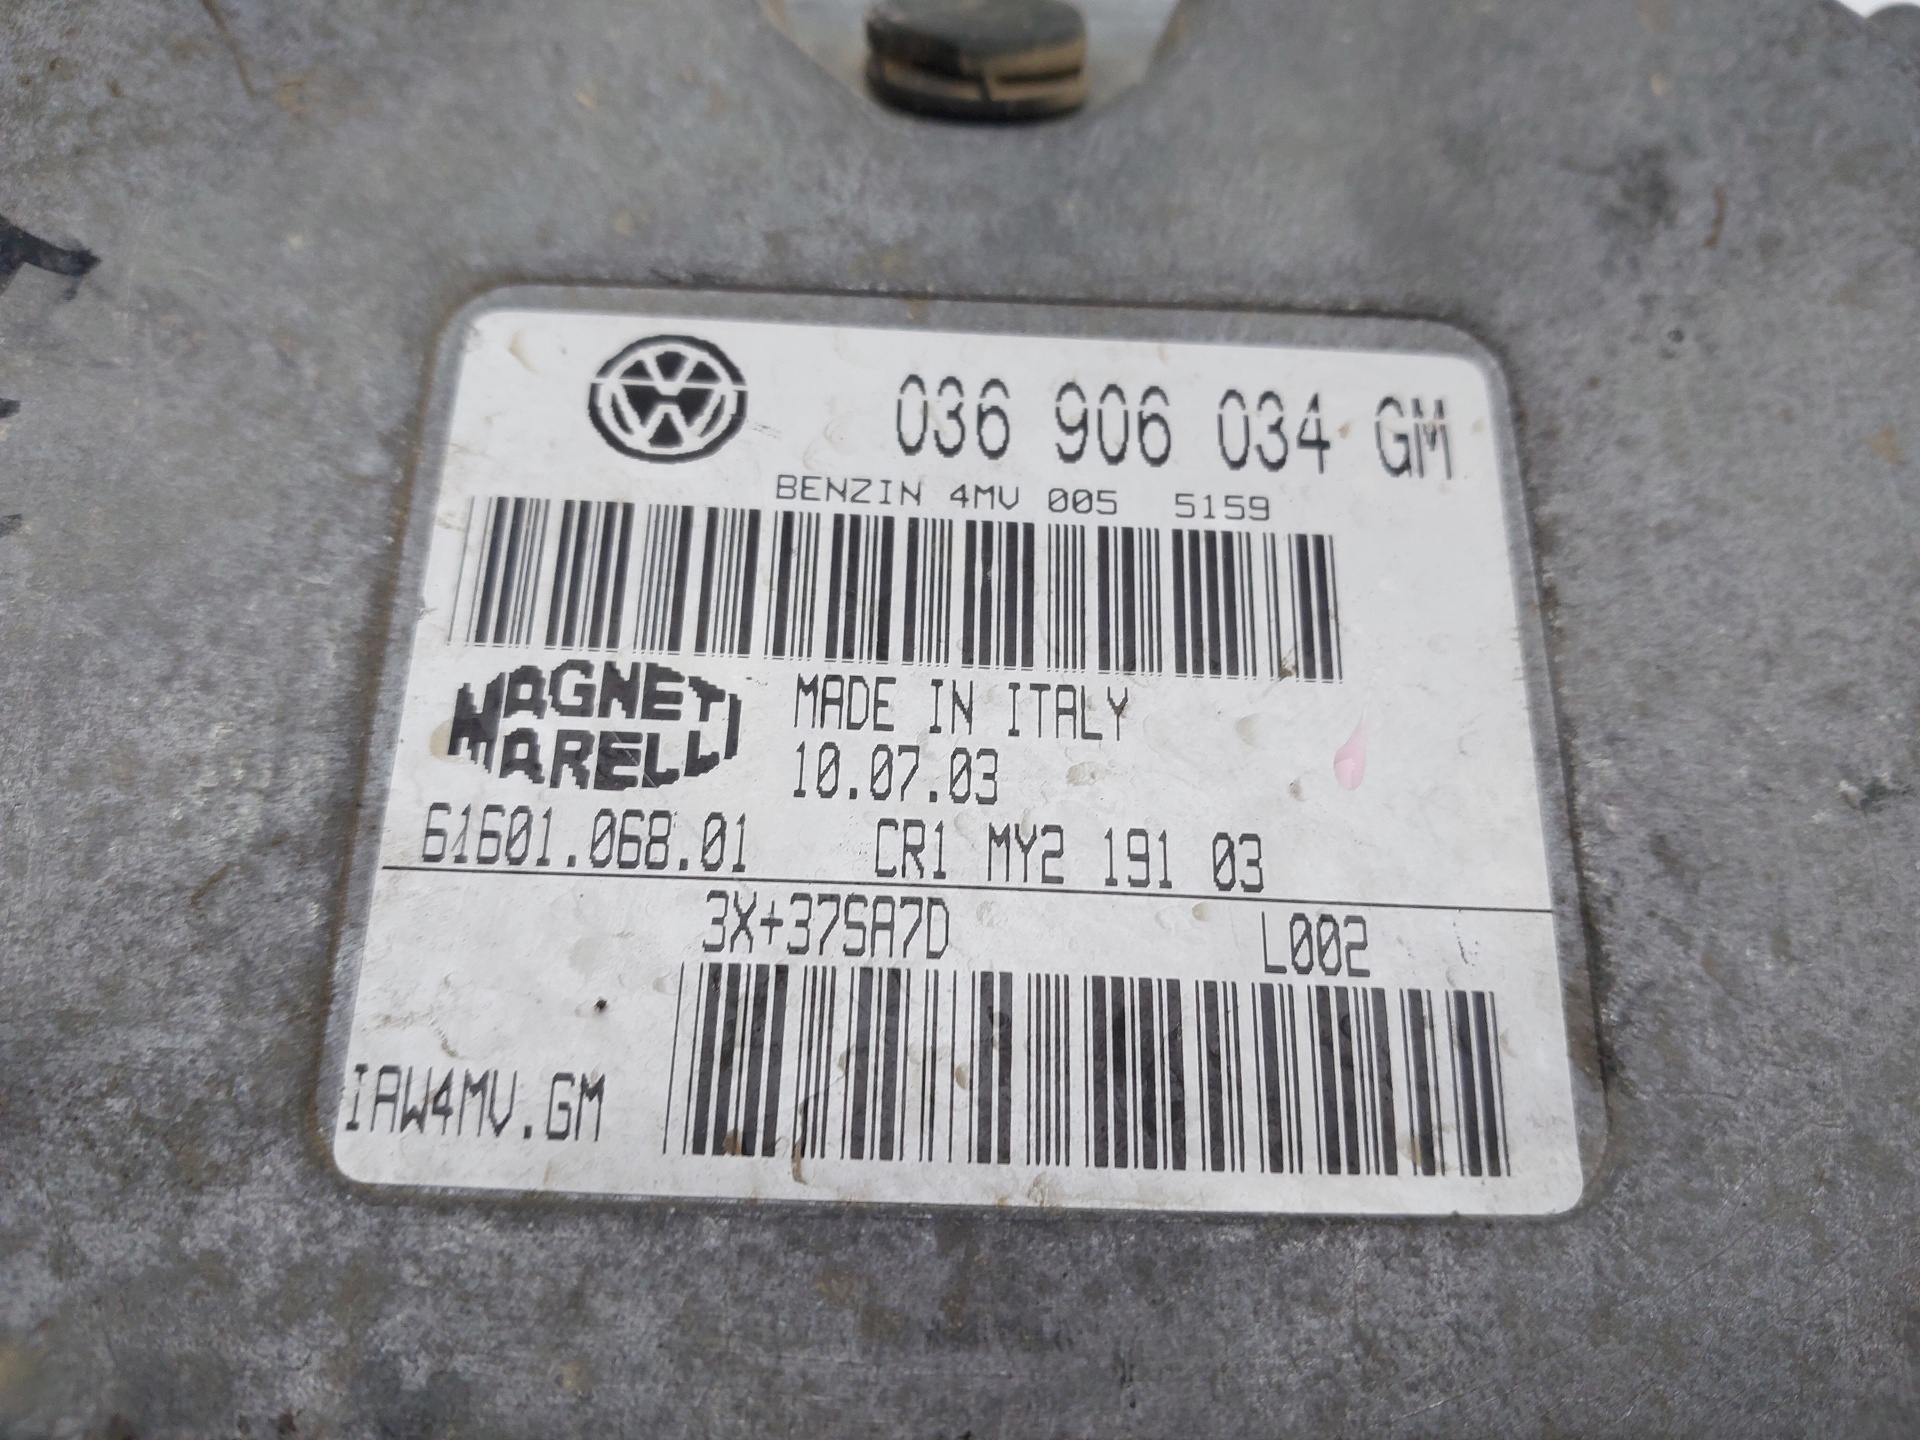 036 906 034 GM
BENZIN 4MV 005 5159
MAGNETI MARELLI
MADE IN ITALY
10.07.03
61601.068.01 CR1 MY2 191 03
3X+37SA7D L002
IAW4MV.GM